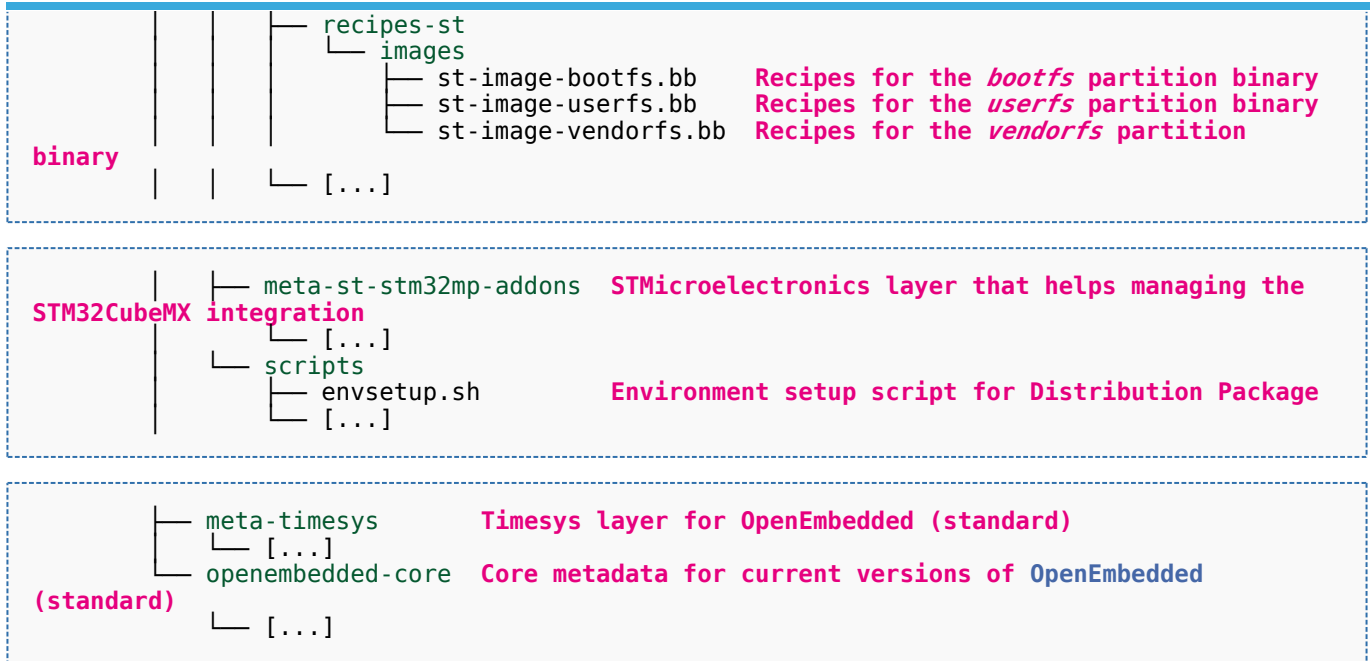 │   │   ├── recipes-st
│   │   │   └── images
│   │   │       ├── st-image-bootfs.bb    Recipes for the bootfs partition binary
│   │   │       ├── st-image-userfs.bb    Recipes for the userfs partition binary
│   │   │       └── st-image-vendorfs.bb  Recipes for the vendorfs partition
binary
│   │   └── [...]
│   ├── meta-st-stm32mp-addons  STMicroelectronics layer that helps managing the
STM32CubeMX integration
│   │   └── [...]
│   └── scripts
│       ├── envsetup.sh         Environment setup script for Distribution Package
│       └── [...]
├── meta-timesys       Timesys layer for OpenEmbedded (standard)
│   └── [...]
└── openembedded-core  Core metadata for current versions of OpenEmbedded
(standard)
    └── [...]